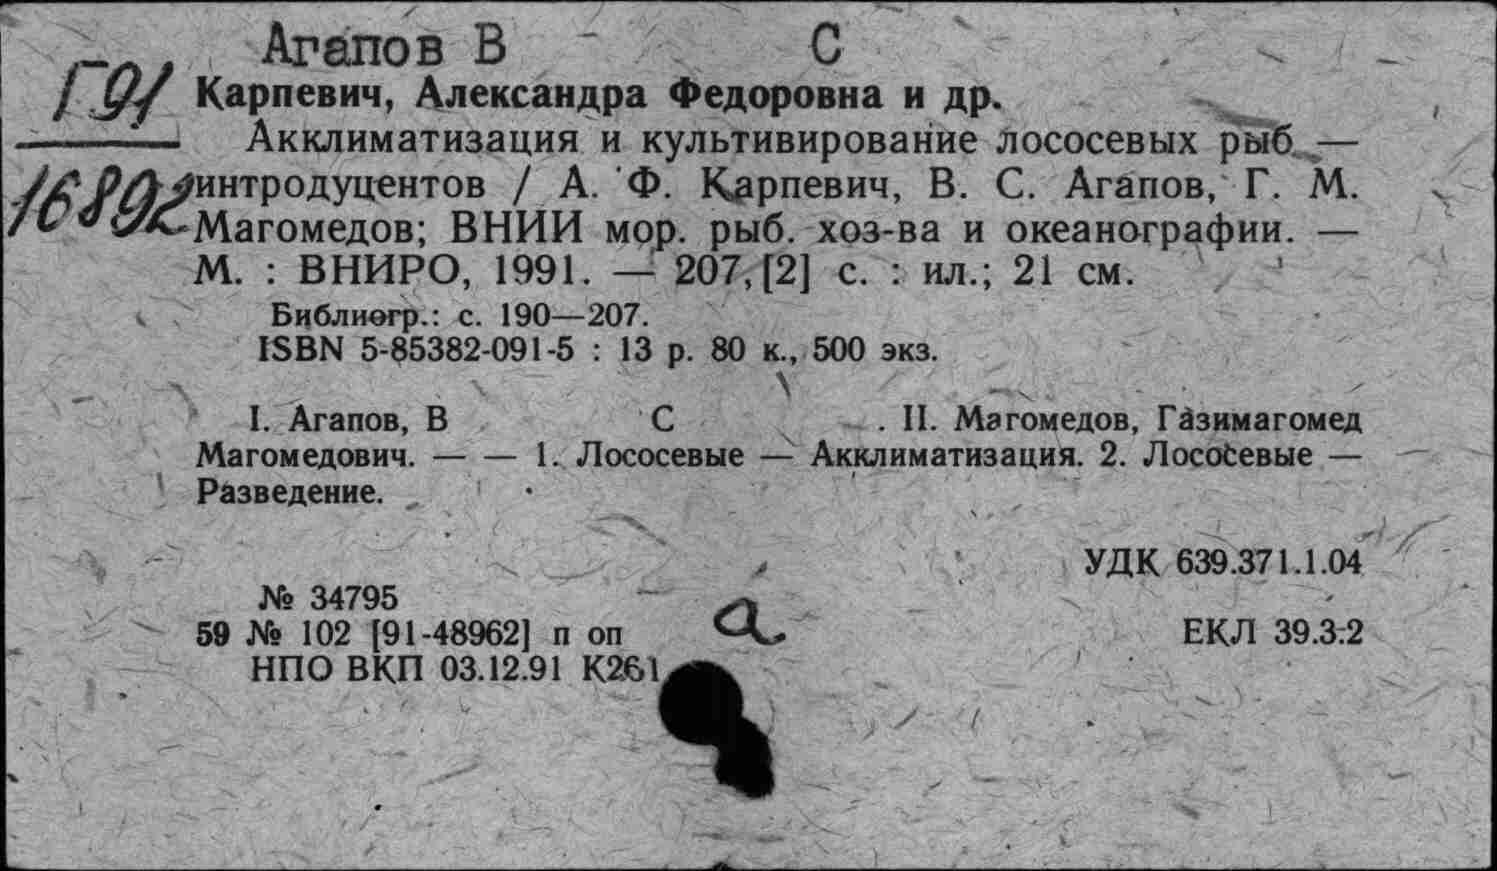 Агапов В С
Г91
16892
Карпевич, Александра Федоровна и др.
Акклиматизация и культивирование лососевых рыб —
интродуцентов / А. Ф. Карпевич, В. С. Агапов, Г. М.
Магомедов; ВНИИ мор. рыб. хоз-ва и океанографии. —
М. : ВНИРО, 1991. — 207, [2] с. : ил.; 21 см.
Библиогр.: с. 190—207.
ISBN 5-85382-091-5 : 13 р. 80 к., 500 экз.
I. Агапов, В С . II. Магомедов, Газимагомед
Магомедович. — — 1. Лососевые — Акклиматизация. 2. Лососевые —
Разведение.
УДК 639.371.1.04
№ 34795
59 № 102 [91-48962] п оп
а
ЕКЛ 39.3.2
НПО ВКП 03.12.91 К261